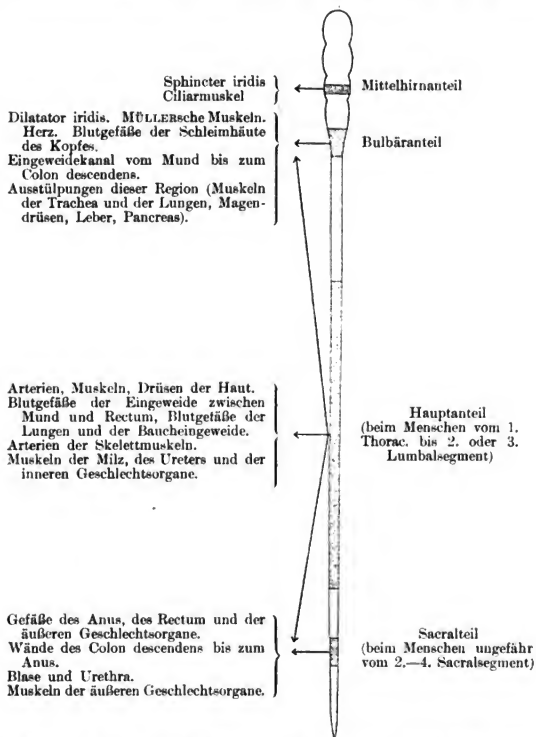 Sphincter iridis
Ciliarmuskel
Mittelhirnanteil
Dilatator iridis. MÜLLERsche Muskeln.
Herz. Blutgefäße der Schleimhäute
des Kopfes.
Eingeweidekanal vom Mund bis zum
Colon descendens.
Ausstülpungen dieser Region (Muskeln
der Trachea und der Lungen, Magen-
drüsen, Leber, Pancreas).
Bulbäranteil
Arterien, Muskeln, Drüsen der Haut.
Blutgefäße der Eingeweide zwischen
Mund und Rectum, Blutgefäße der
Lungen und der Baucheingeweide.
Arterien der Skelettmuskeln.
Muskeln der Milz, des Ureters und der
inneren Geschlechtsorgane.
Hauptanteil
(beim Menschen vom 1.
Thorac. bis 2. oder 3.
Lumbalsegment)
Gefäße des Anus, des Rectum und der
äußeren Geschlechtsorgane.
Wände des Colon descendens bis zum
Anus.
Blase und Urethra.
Muskeln der äußeren Geschlechtsorgane.
Sacralteil
(beim Menschen ungefähr
vom 2.—4. Sacralsegment)